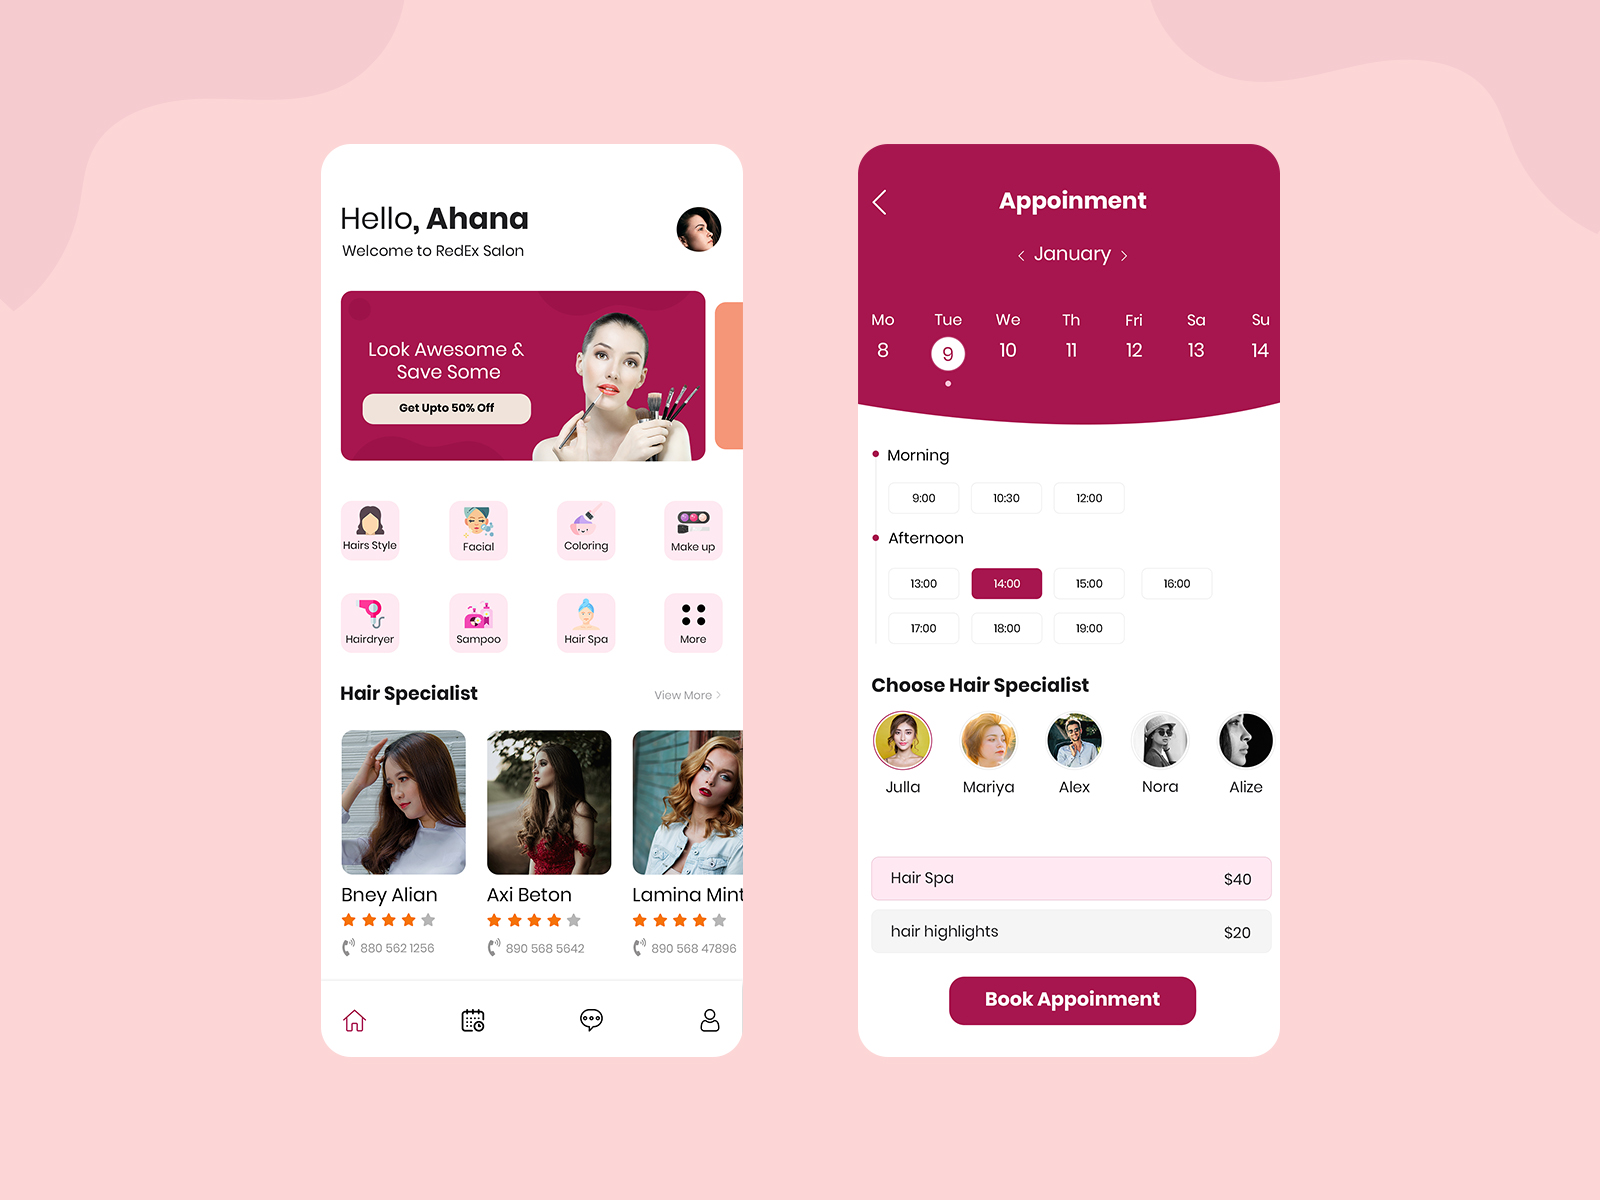 Hello, Ahana
Welcome to RedEx Salon
Look Awesome &
Save Some
Get Upto 50% Off
Hairs Style
Facial
Coloring
Make up
Hairdryer
Sampoo
Hair Spa
More
Hair Specialist
View More >
Bney Alian
Axi Beton
Lamina Mint
880 562 1256
890 568 5642
890 568 47896
Appoinment
< January >
Mo Tue We Th Fri Sa Su
8 9 10 11 12 13 14
Morning
9:00 10:30 12:00
Afternoon
13:00 14:00 15:00 16:00
17:00 18:00 19:00
Choose Hair Specialist
Julla Mariya Alex Nora Alize
Hair Spa $40
hair highlights $20
Book Appoinment